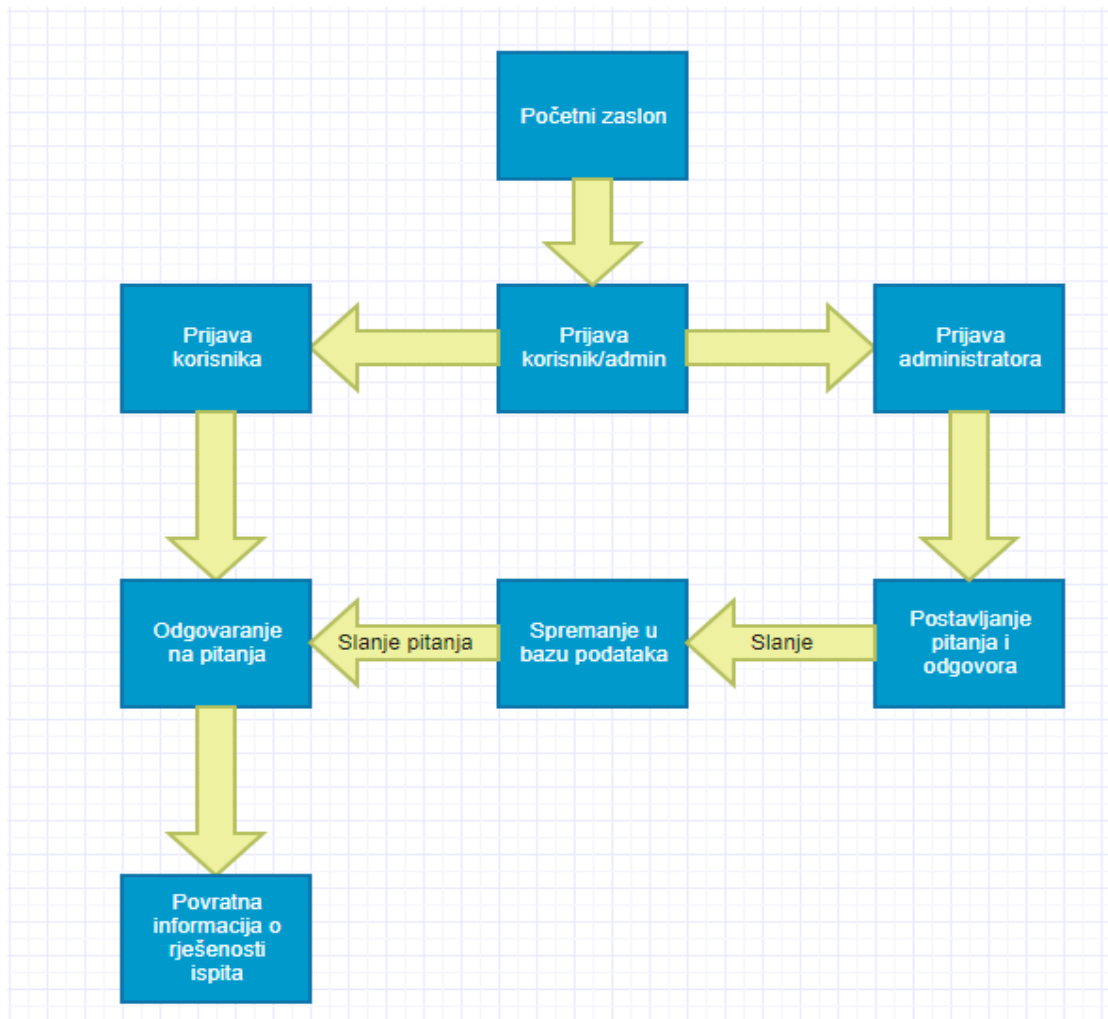 Početni zaslon
Prijava
korisnika
Prijava
korisnik/admin
Prijava
administratora
Odgovaranje
na pitanja
Slanje pitanja
Spremanje u
bazu podataka
Slanje
Postavljanje
pitanja i
odgovora
Povratna
informacija o
rješenosti
ispita